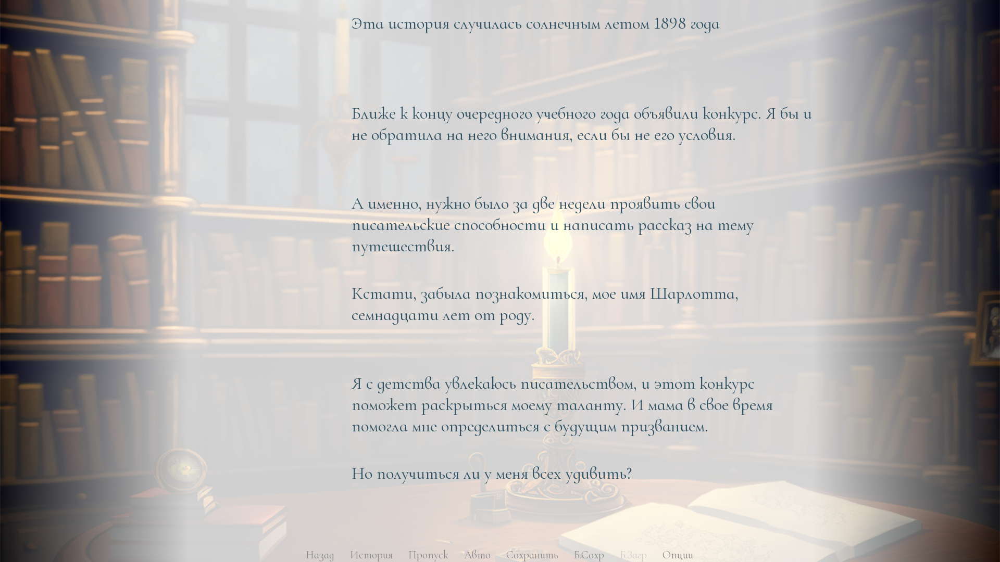 Эта история случилась солнечным летом 1898 года
Ближе к концу очередного учебного года объявили конкурс. Я бы и
не обратила на него внимания, если бы не его условия.
А именно, нужно было за две недели проявить свои
писательские способности и написать рассказ на тему
путешествия.
Кстати, забыла познакомиться, мое имя Шарлотта,
семнадцати лет от роду.
Я с детства увлекаюсь писательством, и этот конкурс
поможет раскрыться моему таланту. И мама в свое время
помогла мне определиться с будущим призванием.
Но получиться ли у меня всех удивить?
Назад История Пропуск Авто Сохранить Б.Сохр Б.Загр Опции